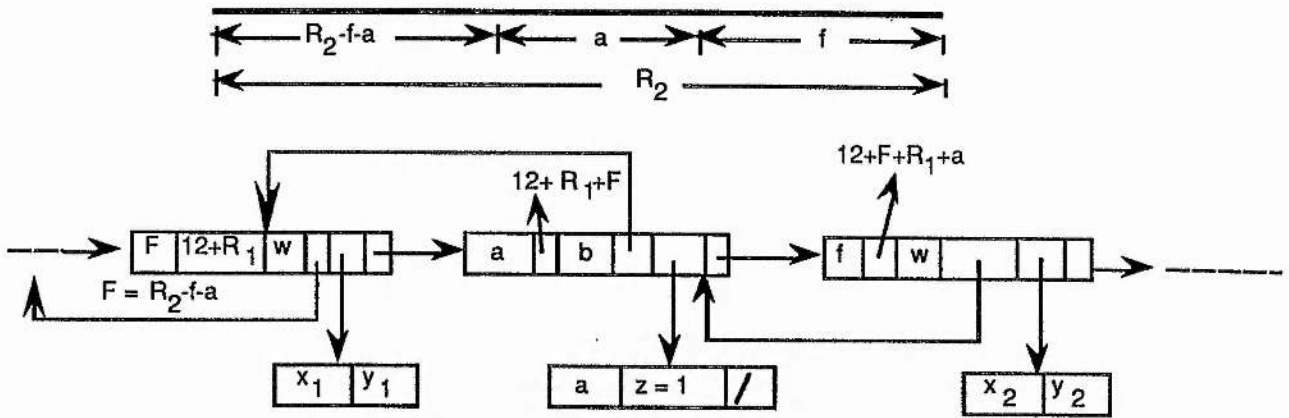 R₂-f-a a f
R₂
12+F+R₁+a
12+ R₁+F
F 12+R₁ w a b f w
F = R₂-f-a
x₁ y₁ a z = 1 / x₂ y₂